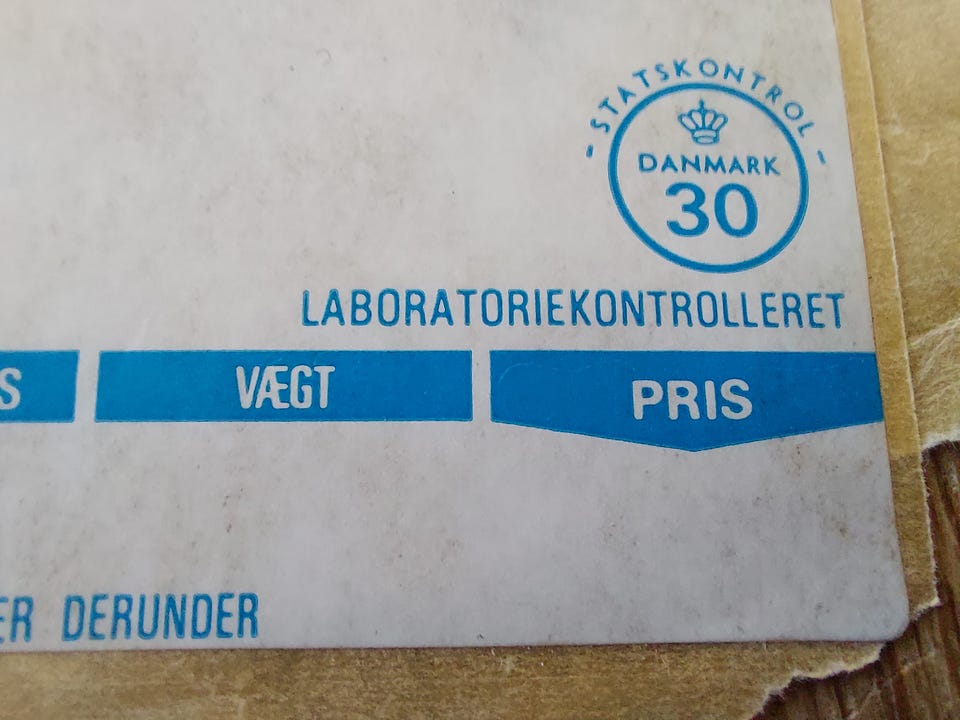 - STATSKONTROL -
DANMARK
30
LABORATORIEKONTROLLERET
S VÆGT PRIS
ER DERUNDER